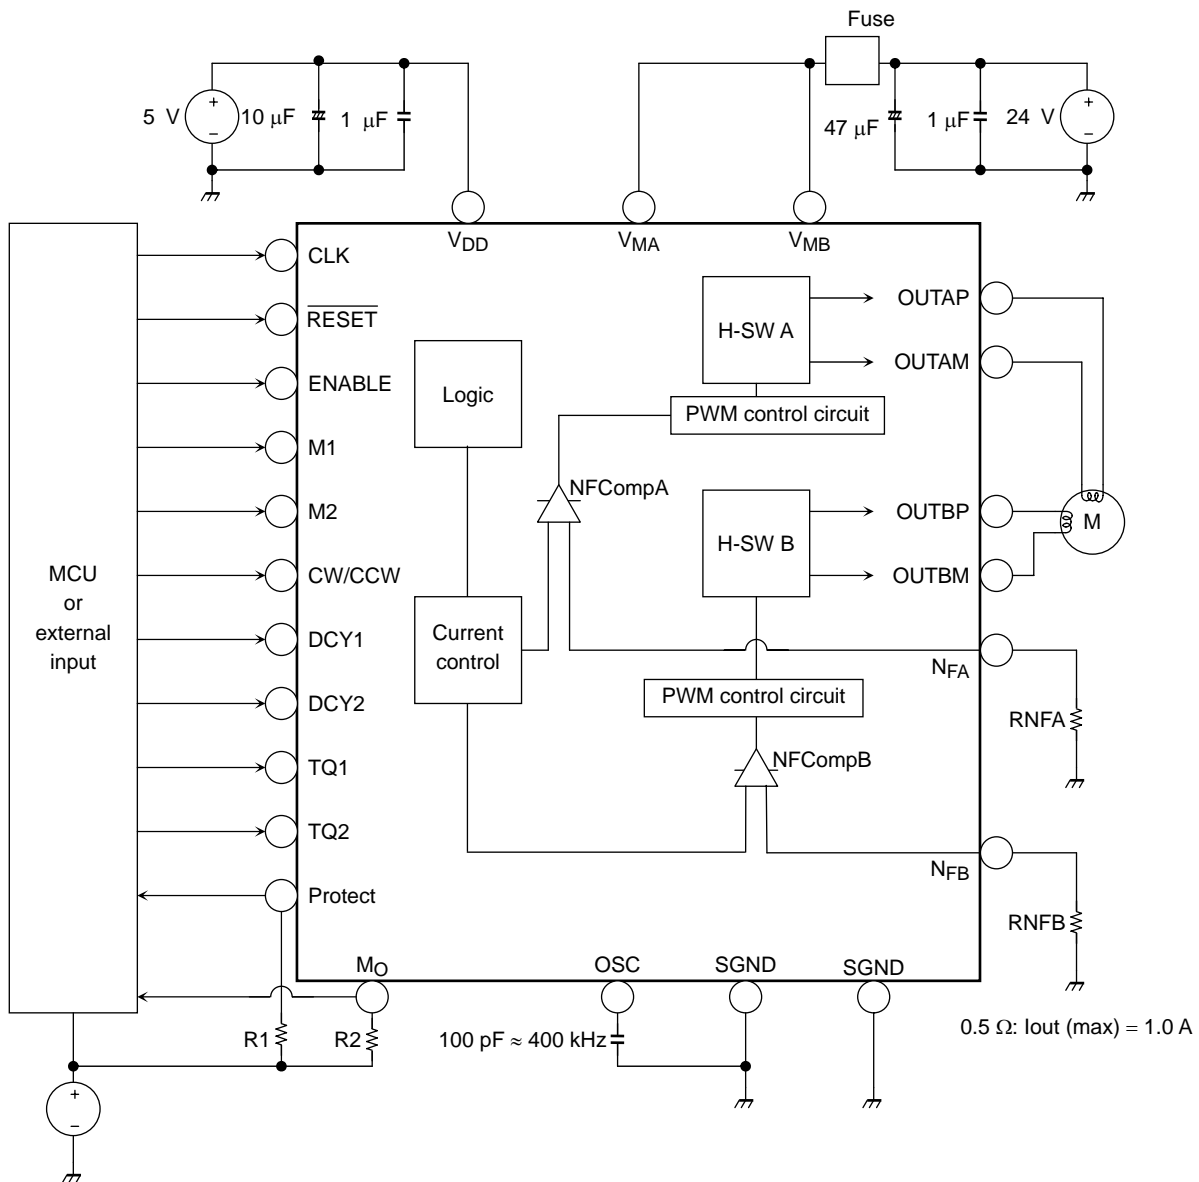 Fuse
5 V
+
−
10 μF
1 μF
47 μF
1 μF
24 V
+
−
VDD
VMA
VMB
CLK
RESET
ENABLE
M1
M2
CW/CCW
DCY1
DCY2
TQ1
TQ2
Protect
MCU
or
external
input
Logic
Current
control
H-SW A
PWM control circuit
NFCompA
H-SW B
PWM control circuit
NFCompB
OUTAP
OUTAM
OUTBP
OUTBM
M
NFA
RNFA
NFB
RNFB
MO
OSC
SGND
SGND
R1
R2
100 pF ≈ 400 kHz
0.5 Ω: Iout (max) = 1.0 A
+
−